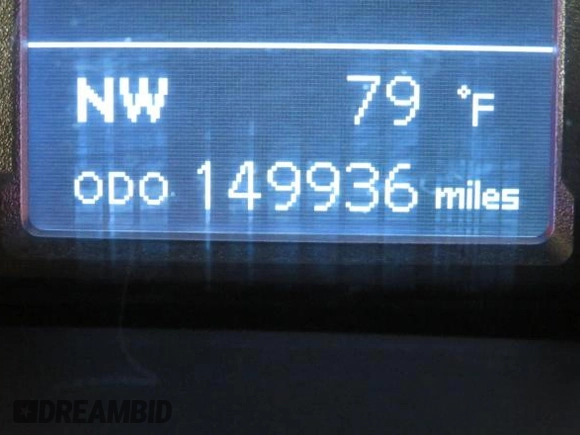 NW 79 °F
ODO 149936 miles
DREAMBID